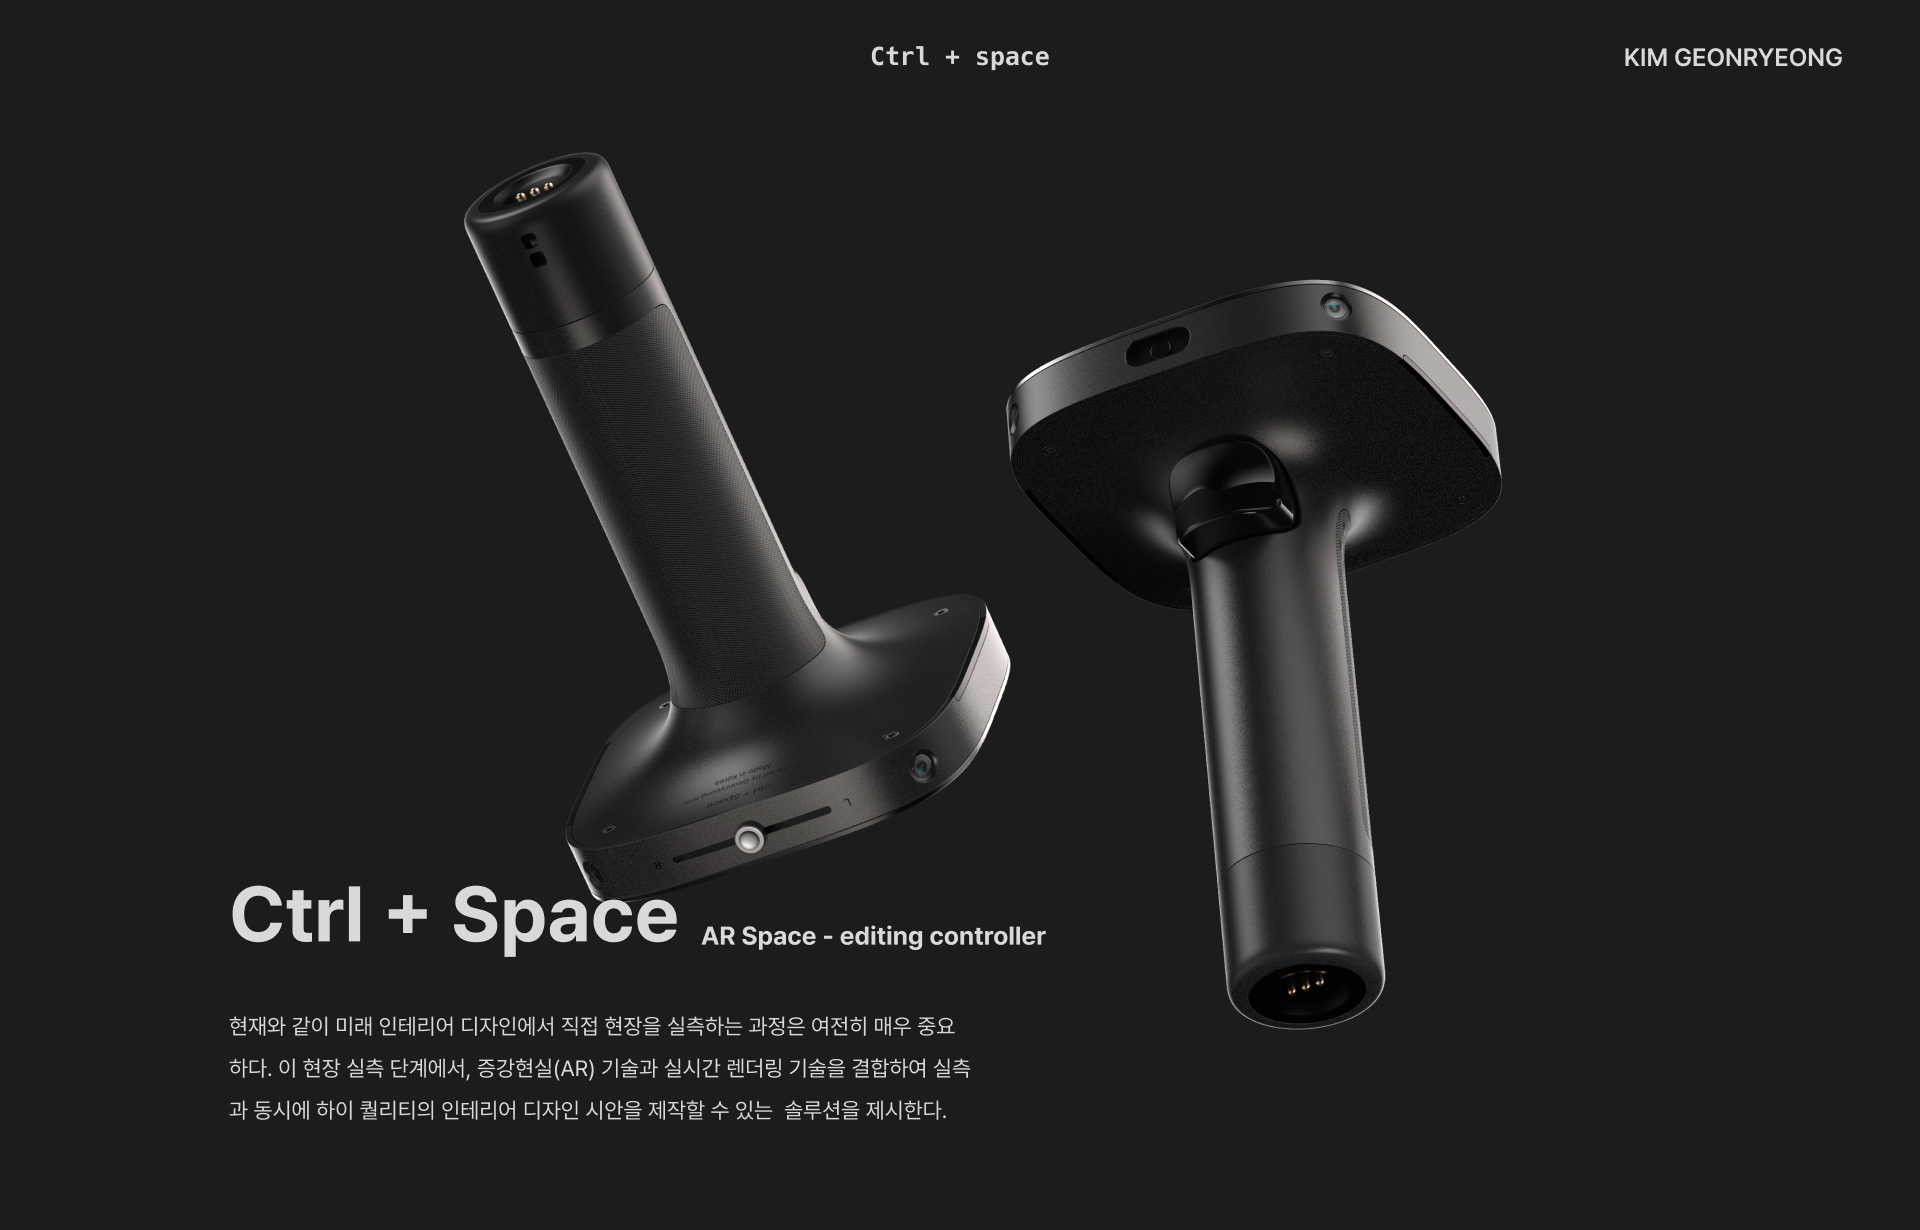 Ctrl + space
KIM GEONRYEONG
Made in Korea
Ctrl + Space
L
R
Ctrl + Space
AR Space - editing controller
현재와 같이 미래 인테리어 디자인에서 직접 현장을 실측하는 과정은 여전히 매우 중요
하다. 이 현장 실측 단계에서, 증강현실(AR) 기술과 실시간 렌더링 기술을 결합하여 실측
과 동시에 하이 퀄리티의 인테리어 디자인 시안을 제작할 수 있는  솔루션을 제시한다.